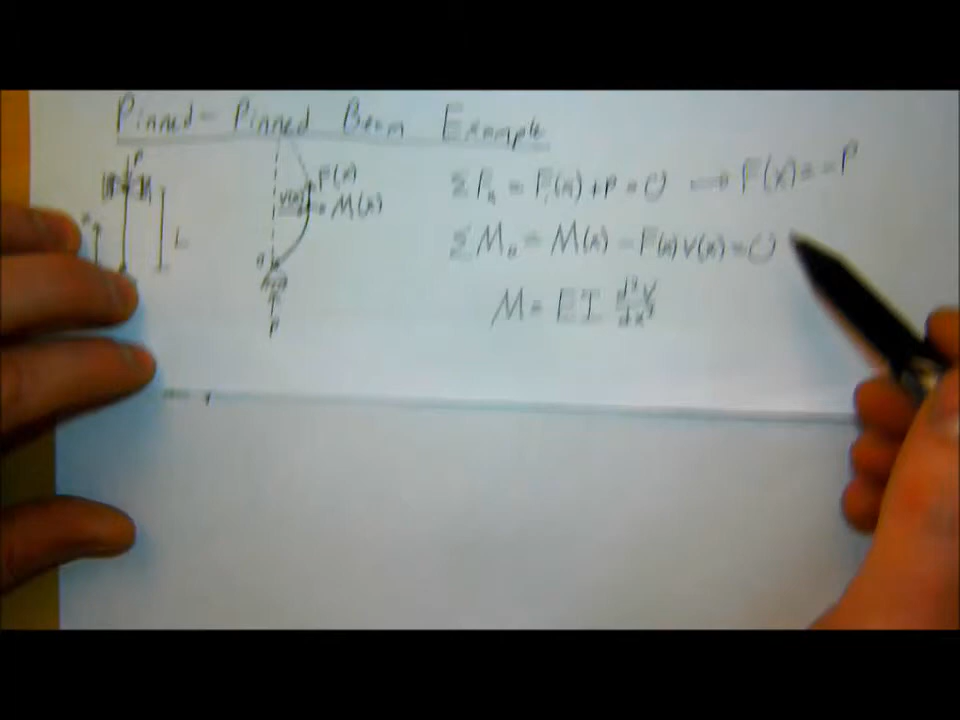 Pinned-Pinned Beam Example
P
F(x)
V(x)
M(x)
x
L
P
ΣFₓ = F(x) + P = 0 ⟹ F(x) = -P
ΣM₀ = M(x) - F(x)V(x) = 0
M = EI d²V/dx²